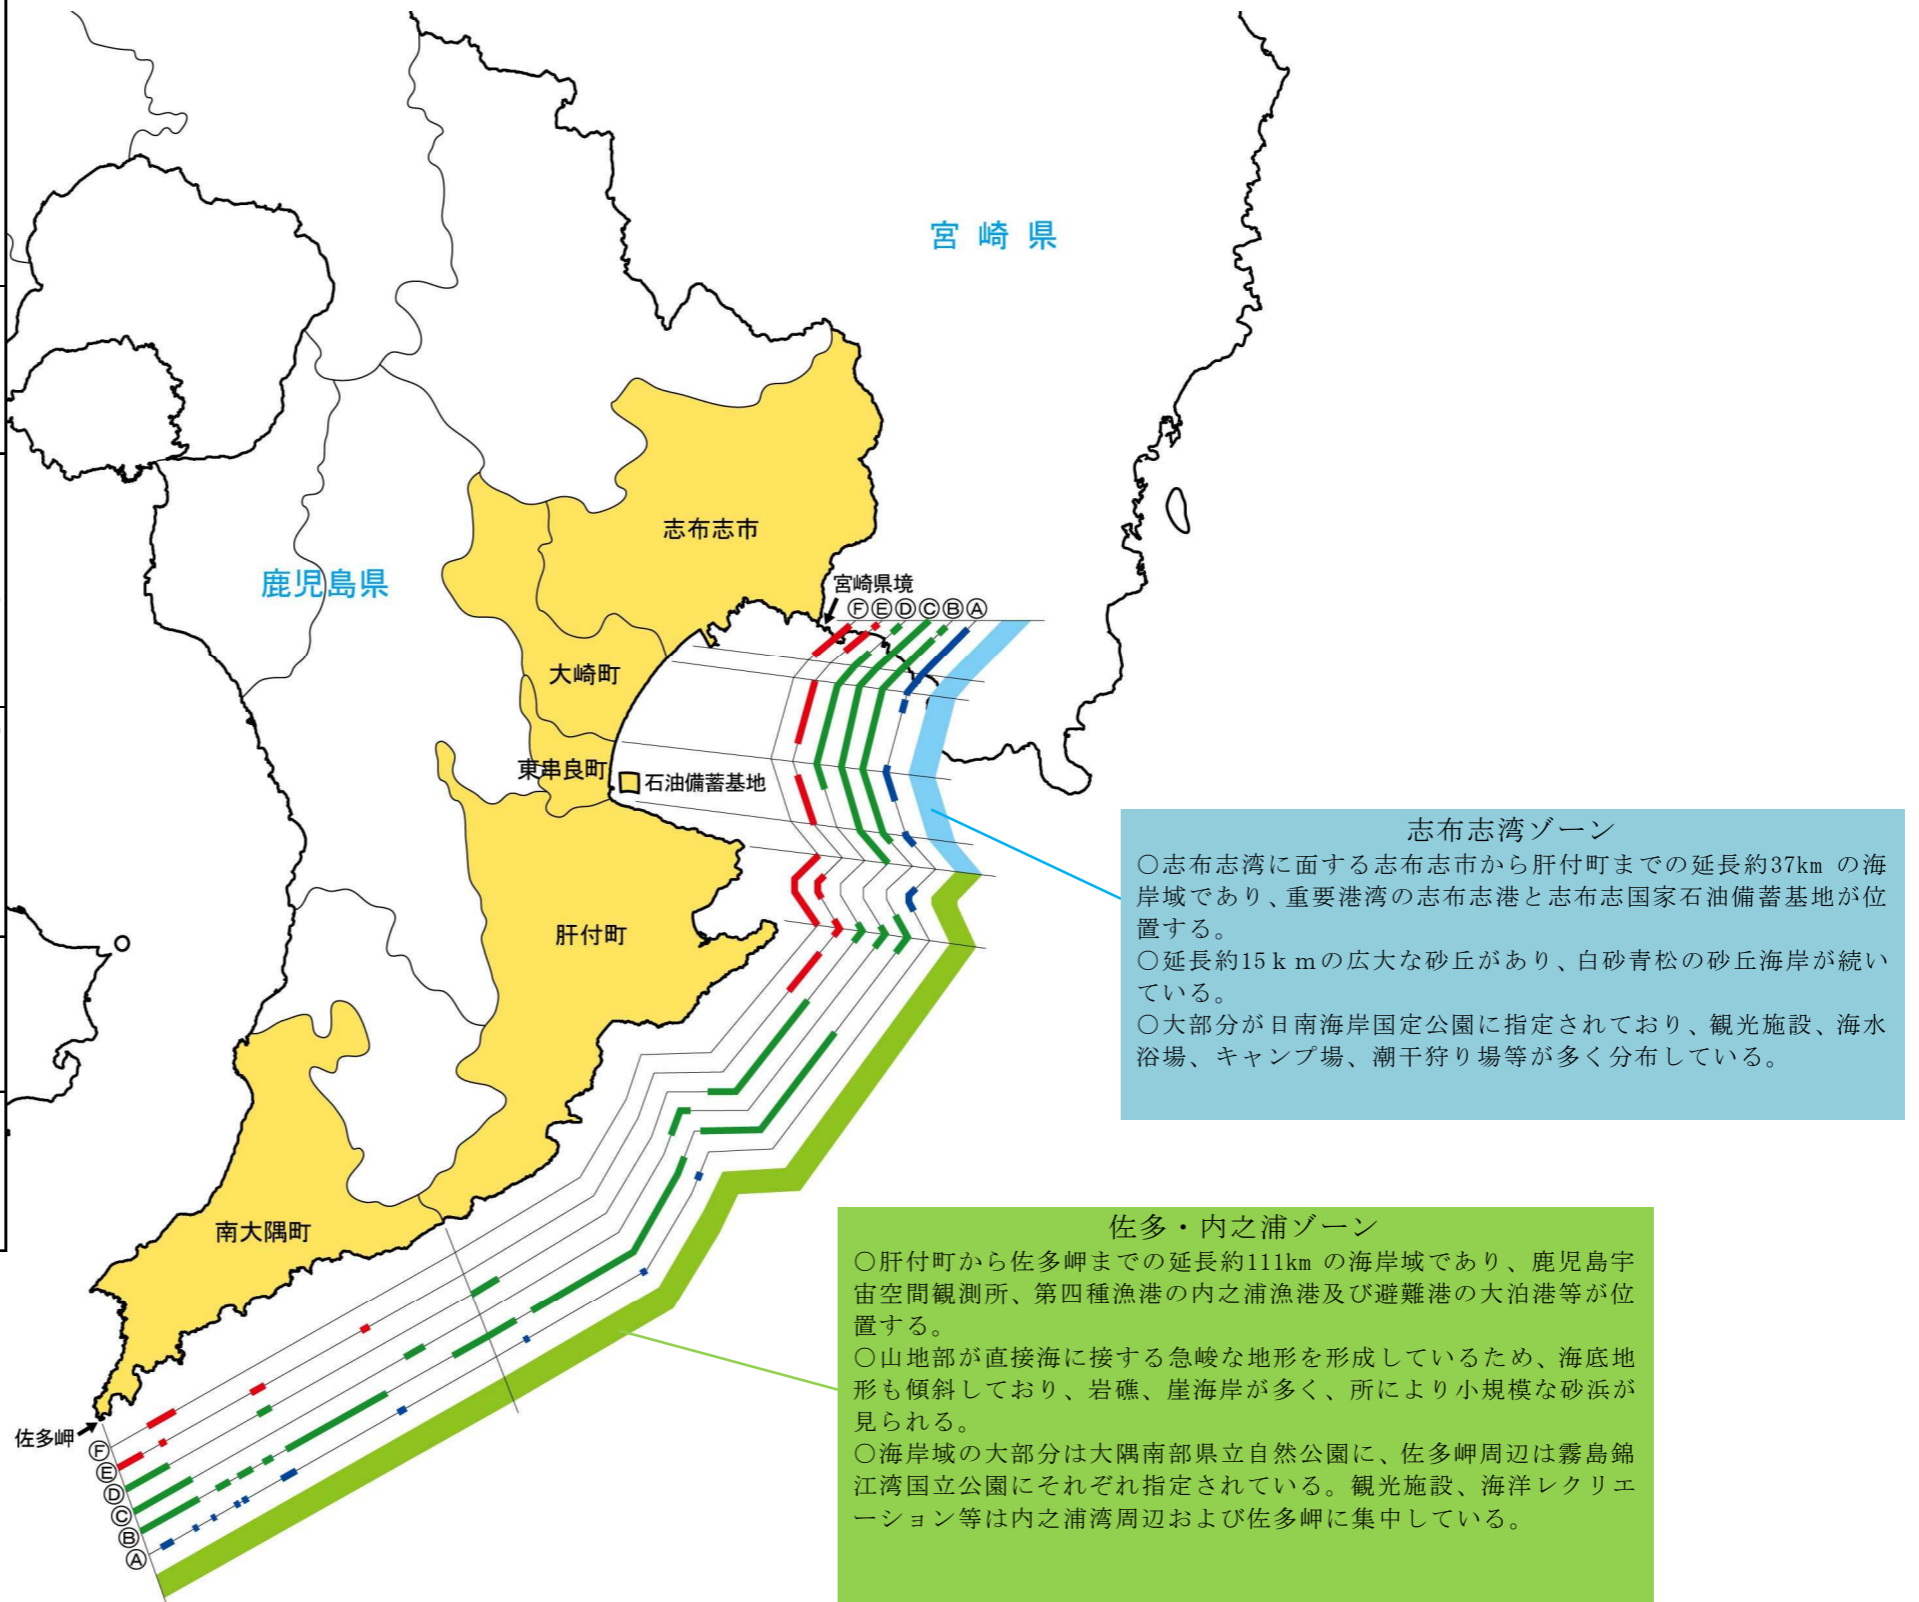 宮崎県
鹿児島県
志布志市
宮崎県境
ⒻⒺⒹⒸⒷⒶ
大崎町
東串良町
石油備蓄基地
肝付町
南大隅町
佐多岬
Ⓕ
Ⓔ
Ⓓ
Ⓒ
Ⓑ
Ⓐ
志布志湾ゾーン
○志布志湾に面する志布志市から肝付町までの延長約37km の海
岸域であり、重要港湾の志布志港と志布志国家石油備蓄基地が位
置する。
○延長約15ｋｍの広大な砂丘があり、白砂青松の砂丘海岸が続い
ている。
○大部分が日南海岸国定公園に指定されており、観光施設、海水
浴場、キャンプ場、潮干狩り場等が多く分布している。
佐多・内之浦ゾーン
○肝付町から佐多岬までの延長約111km の海岸域であり、鹿児島宇
宙空間観測所、第四種漁港の内之浦漁港及び避難港の大泊港等が位
置する。
○山地部が直接海に接する急峻な地形を形成しているため、海底地
形も傾斜しており、岩礁、崖海岸が多く、所により小規模な砂浜が
見られる。
○海岸域の大部分は大隅南部県立自然公園に、佐多岬周辺は霧島錦
江湾国立公園にそれぞれ指定されている。観光施設、海洋レクリエ
ーション等は内之浦湾周辺および佐多岬に集中している。